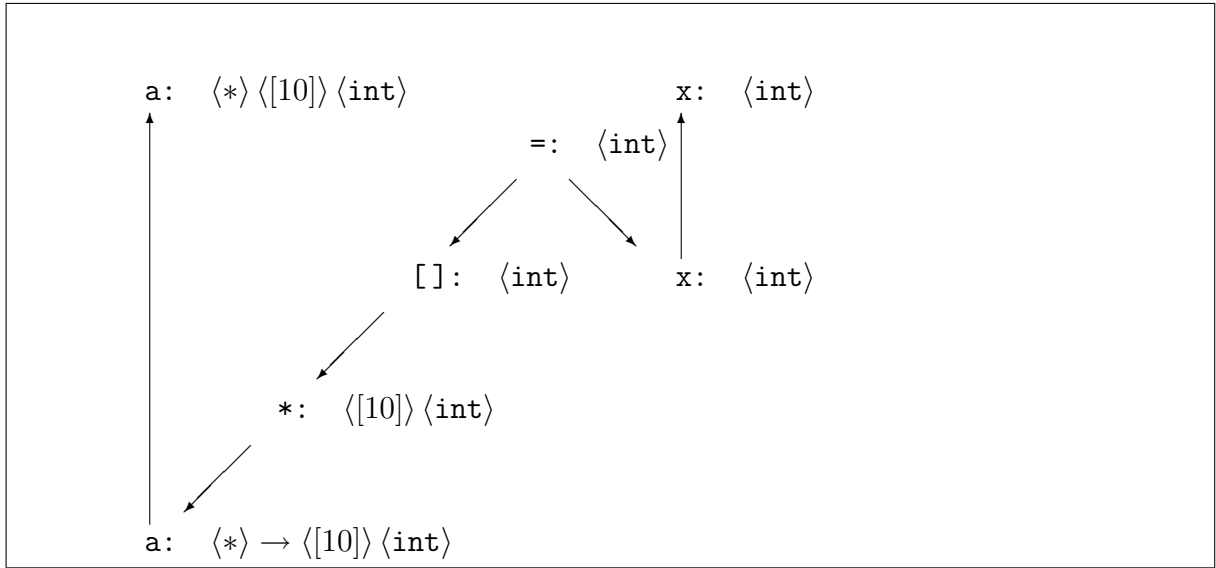 a: ⟨*⟩⟨[10]⟩⟨int⟩ x: ⟨int⟩
=: ⟨int⟩
[]: ⟨int⟩ x: ⟨int⟩
*: ⟨[10]⟩⟨int⟩
a: ⟨*⟩ → ⟨[10]⟩⟨int⟩